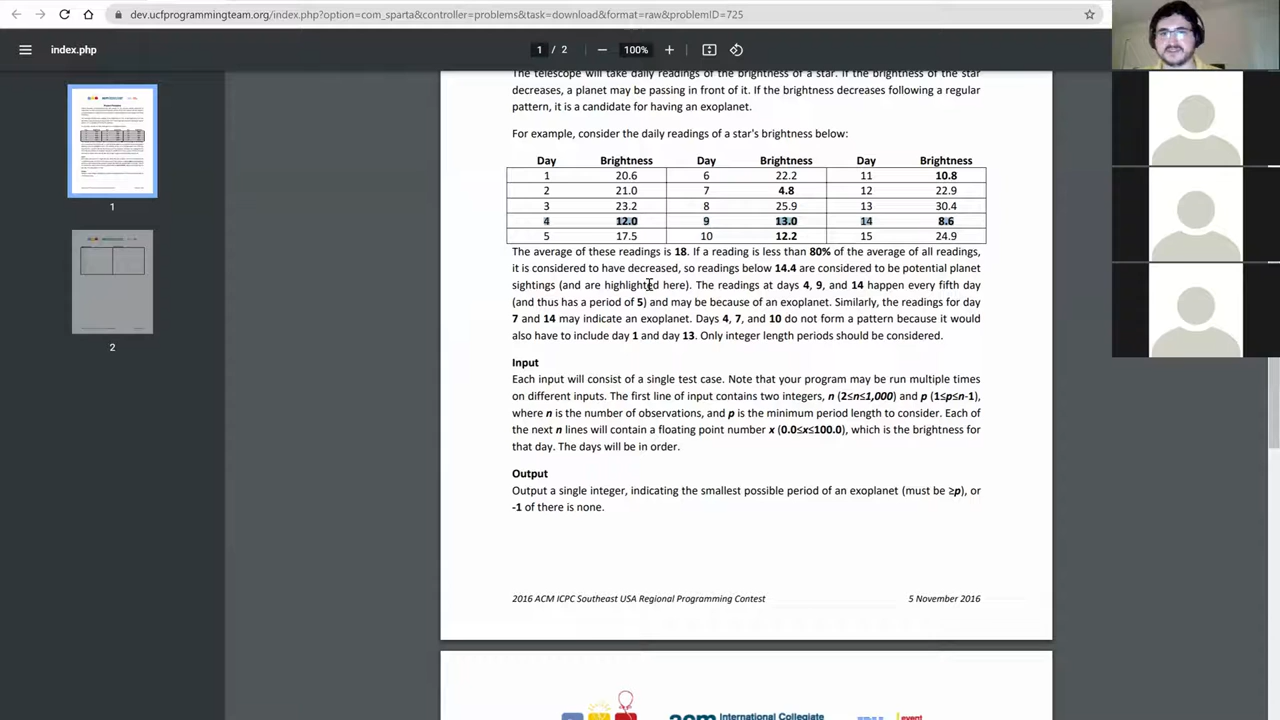 dev.ucfprogrammingteam.org/index.php?option=com_sparta&controller=problems&task=download&format=raw&problemID=725
index.php
1 / 2
100%
1
2
The telescope will take daily readings of the brightness of a star. If the brightness of the star
decreases, a planet may be passing in front of it. If the brightness decreases following a regular
pattern, it is a candidate for having an exoplanet.
For example, consider the daily readings of a star's brightness below:
Day Brightness Day Brightness Day Brightness
1 20.6 6 22.2 11 10.8
2 21.0 7 4.8 12 22.9
3 23.2 8 25.9 13 30.4
4 12.0 9 13.0 14 8.6
5 17.5 10 12.2 15 24.9
The average of these readings is 18. If a reading is less than 80% of the average of all readings,
it is considered to have decreased, so readings below 14.4 are considered to be potential planet
sightings (and are highlighted here). The readings at days 4, 9, and 14 happen every fifth day
(and thus has a period of 5) and may be because of an exoplanet. Similarly, the readings for day
7 and 14 may indicate an exoplanet. Days 4, 7, and 10 do not form a pattern because it would
also have to include day 1 and day 13. Only integer length periods should be considered.
Input
Each input will consist of a single test case. Note that your program may be run multiple times
on different inputs. The first line of input contains two integers, n (2≤n≤1,000) and p (1≤p≤n-1),
where n is the number of observations, and p is the minimum period length to consider. Each of
the next n lines will contain a floating point number x (0.0≤x≤100.0), which is the brightness for
that day. The days will be in order.
Output
Output a single integer, indicating the smallest possible period of an exoplanet (must be ≥p), or
-1 of there is none.
2016 ACM ICPC Southeast USA Regional Programming Contest 5 November 2016
acm International Collegiate
event